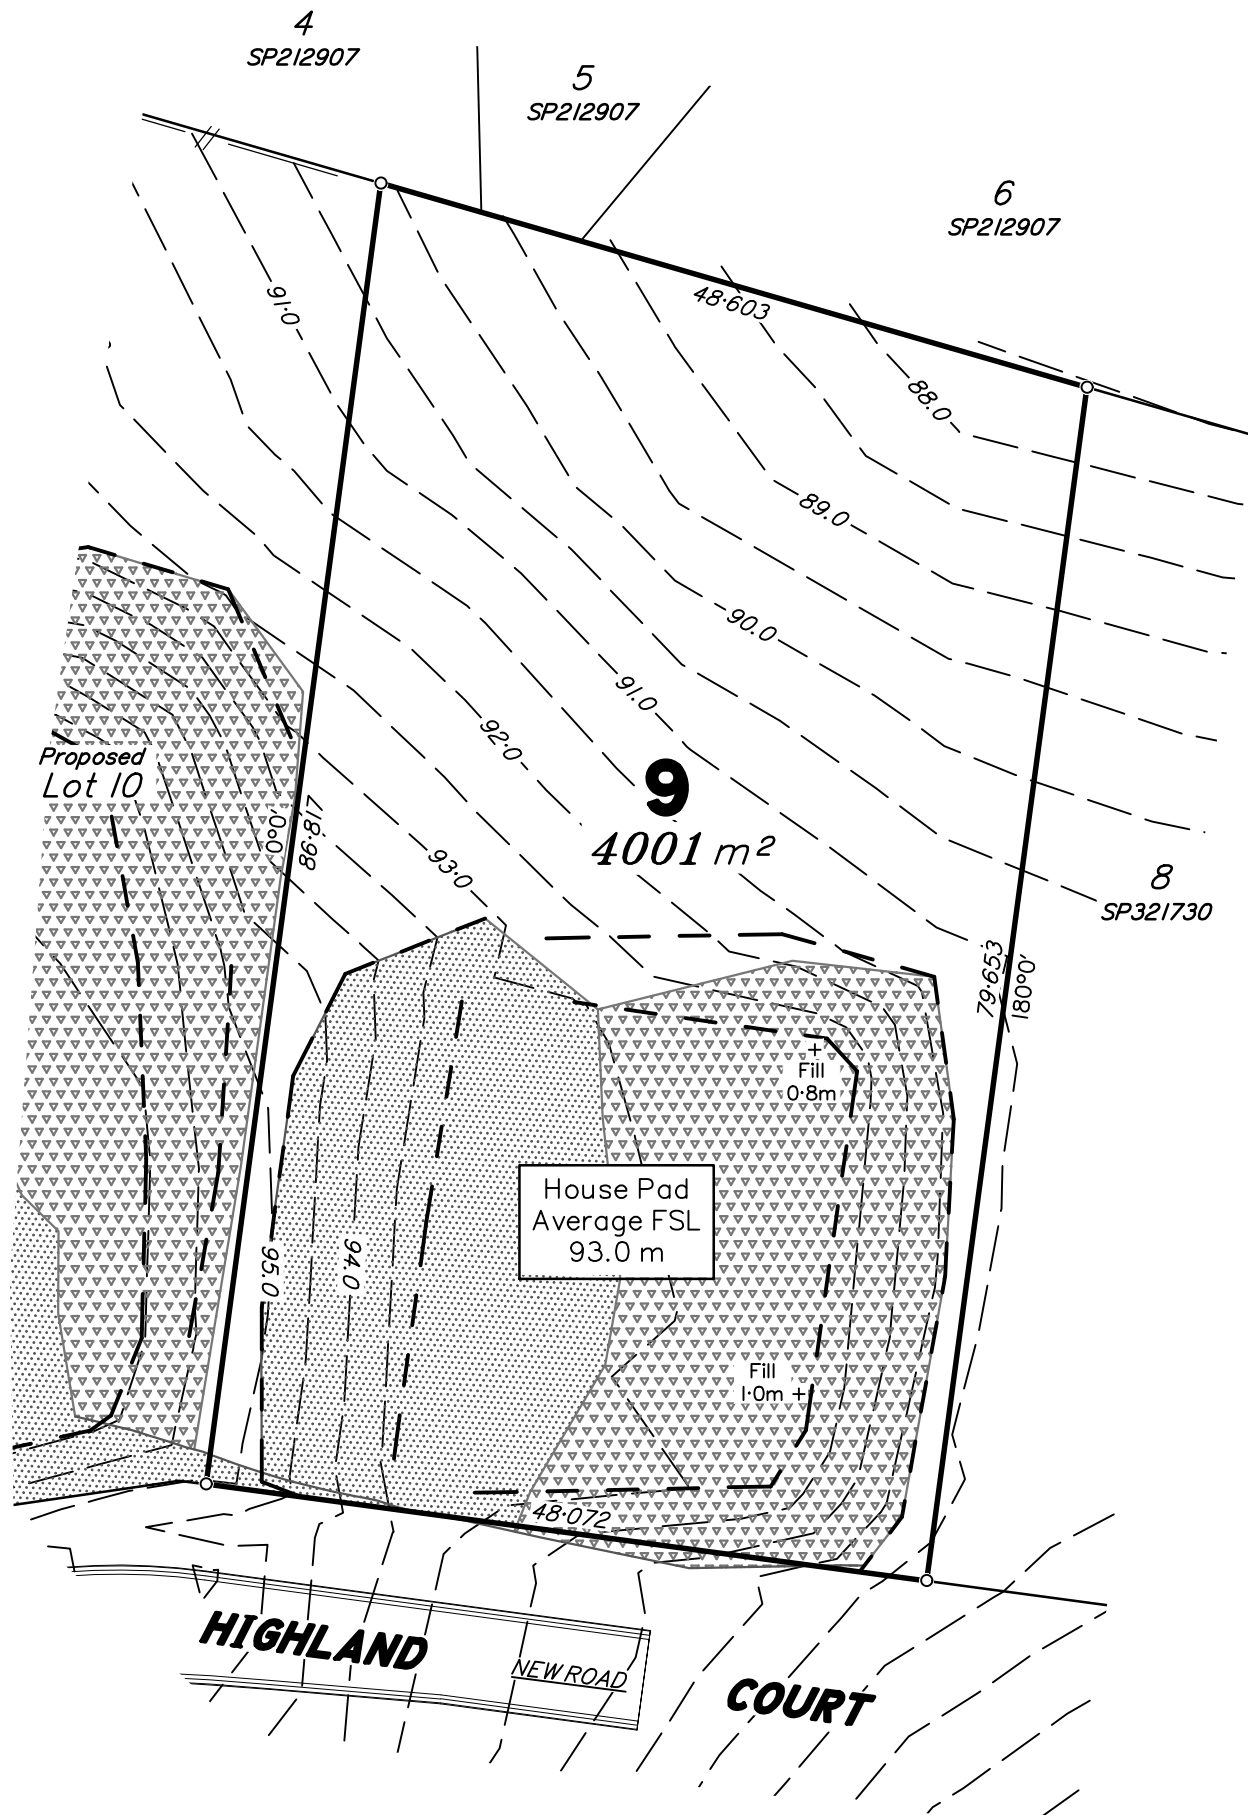 4
SP212907
5
SP212907
6
SP212907
48·603
91.0
88.0
89.0
90.0
91.0
92.0
93.0
Proposed
Lot 10
0°0'
86·817
9
4001 m²
8
SP321730
79·653
180°0'
+
Fill
0·8m
House Pad
Average FSL
93.0 m
95.0
94.0
Fill
1·0m +
48·072
HIGHLAND
NEW ROAD
COURT